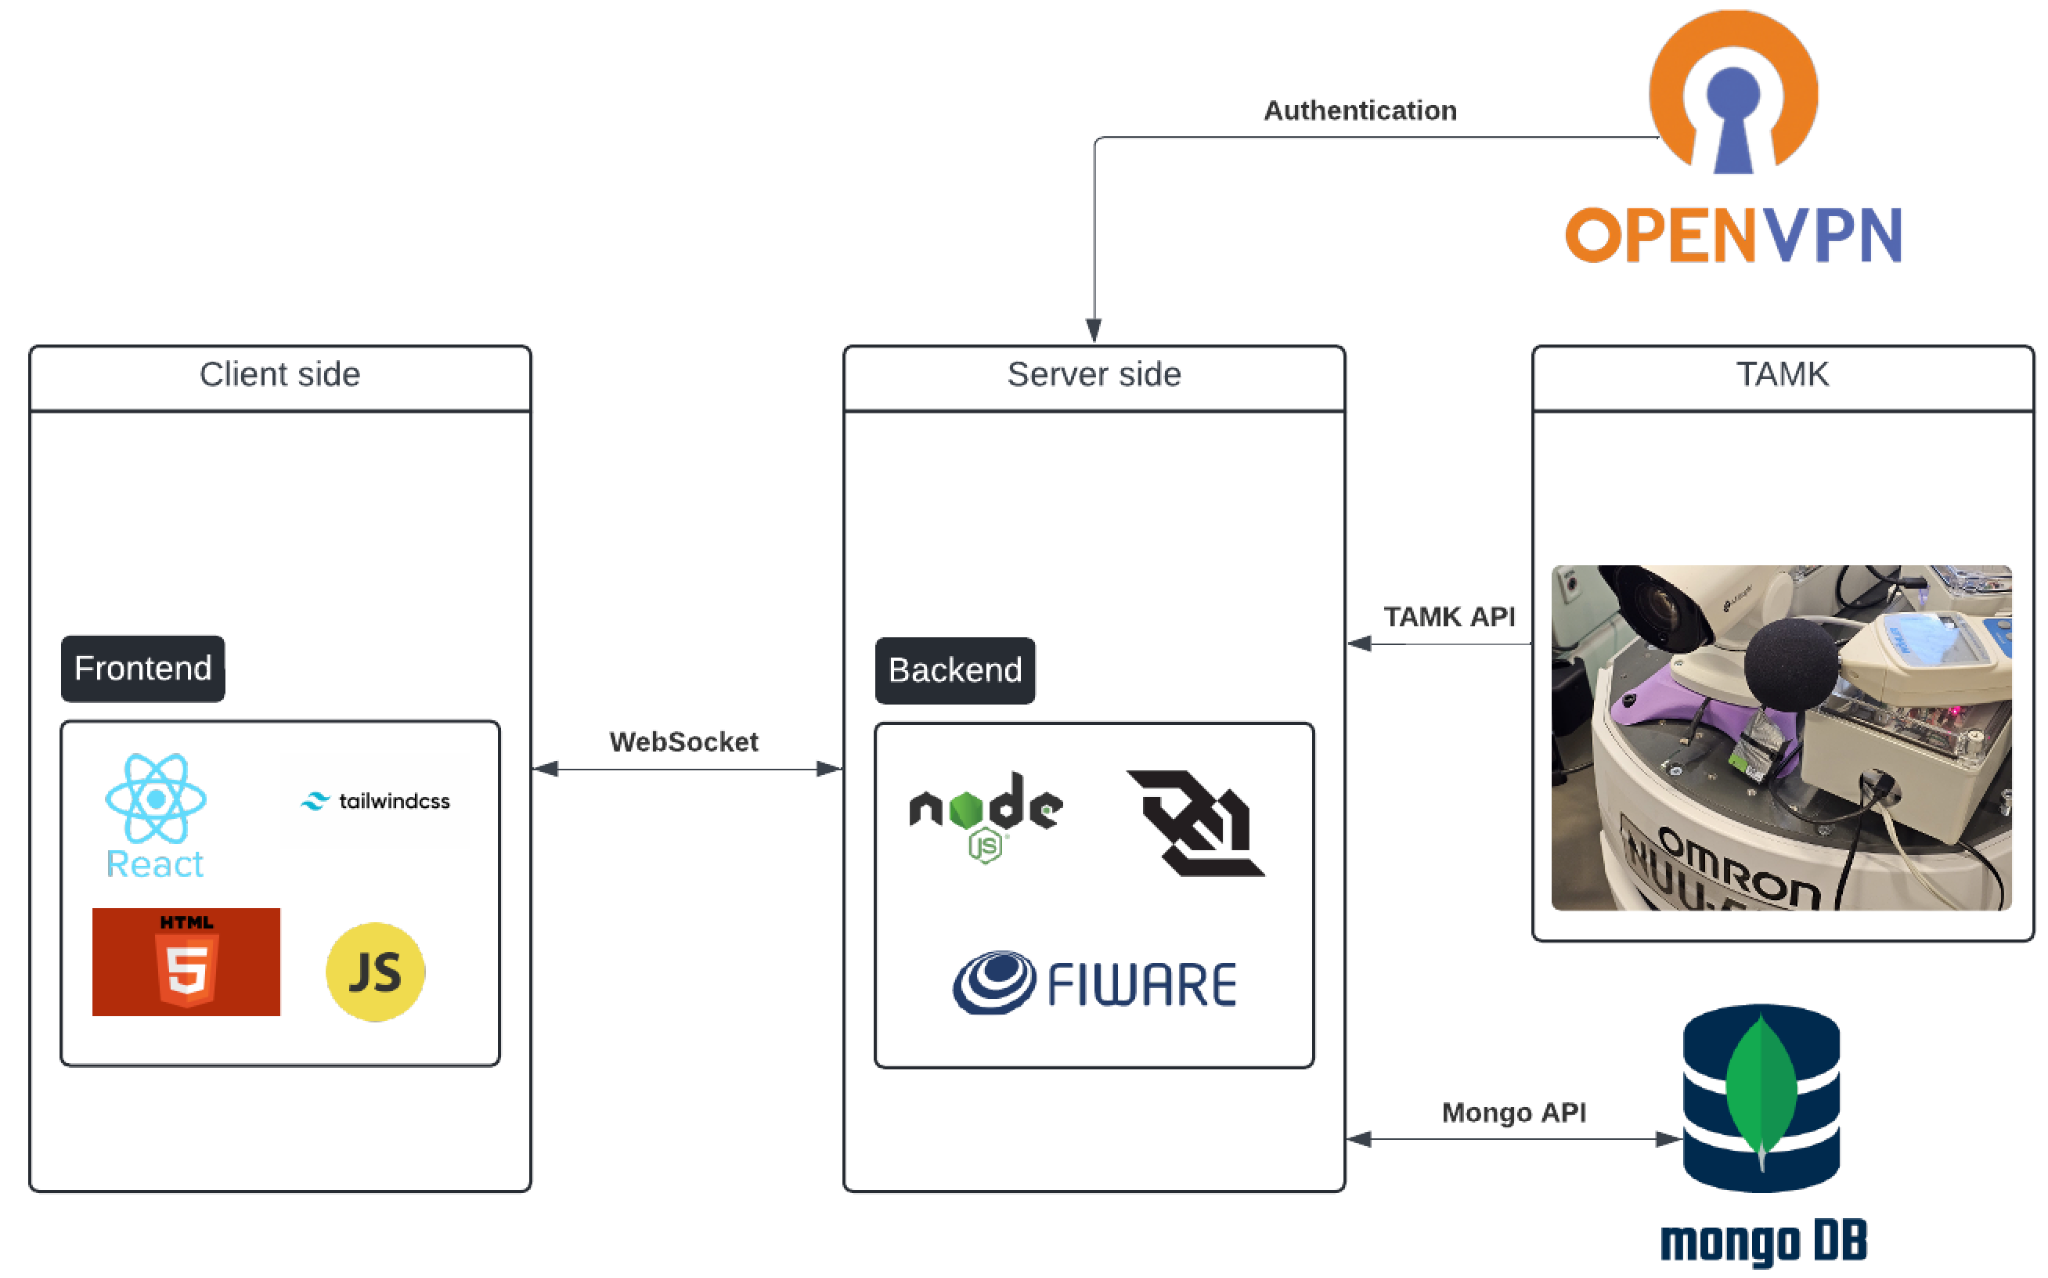 Authentication
OPENVPN
Client side
Server side
TAMK
TAMK API
Frontend
Backend
WebSocket
React
tailwindcss
node
JS
HTML
5
JS
FIWARE
OMRON
Mongo API
mongo DB